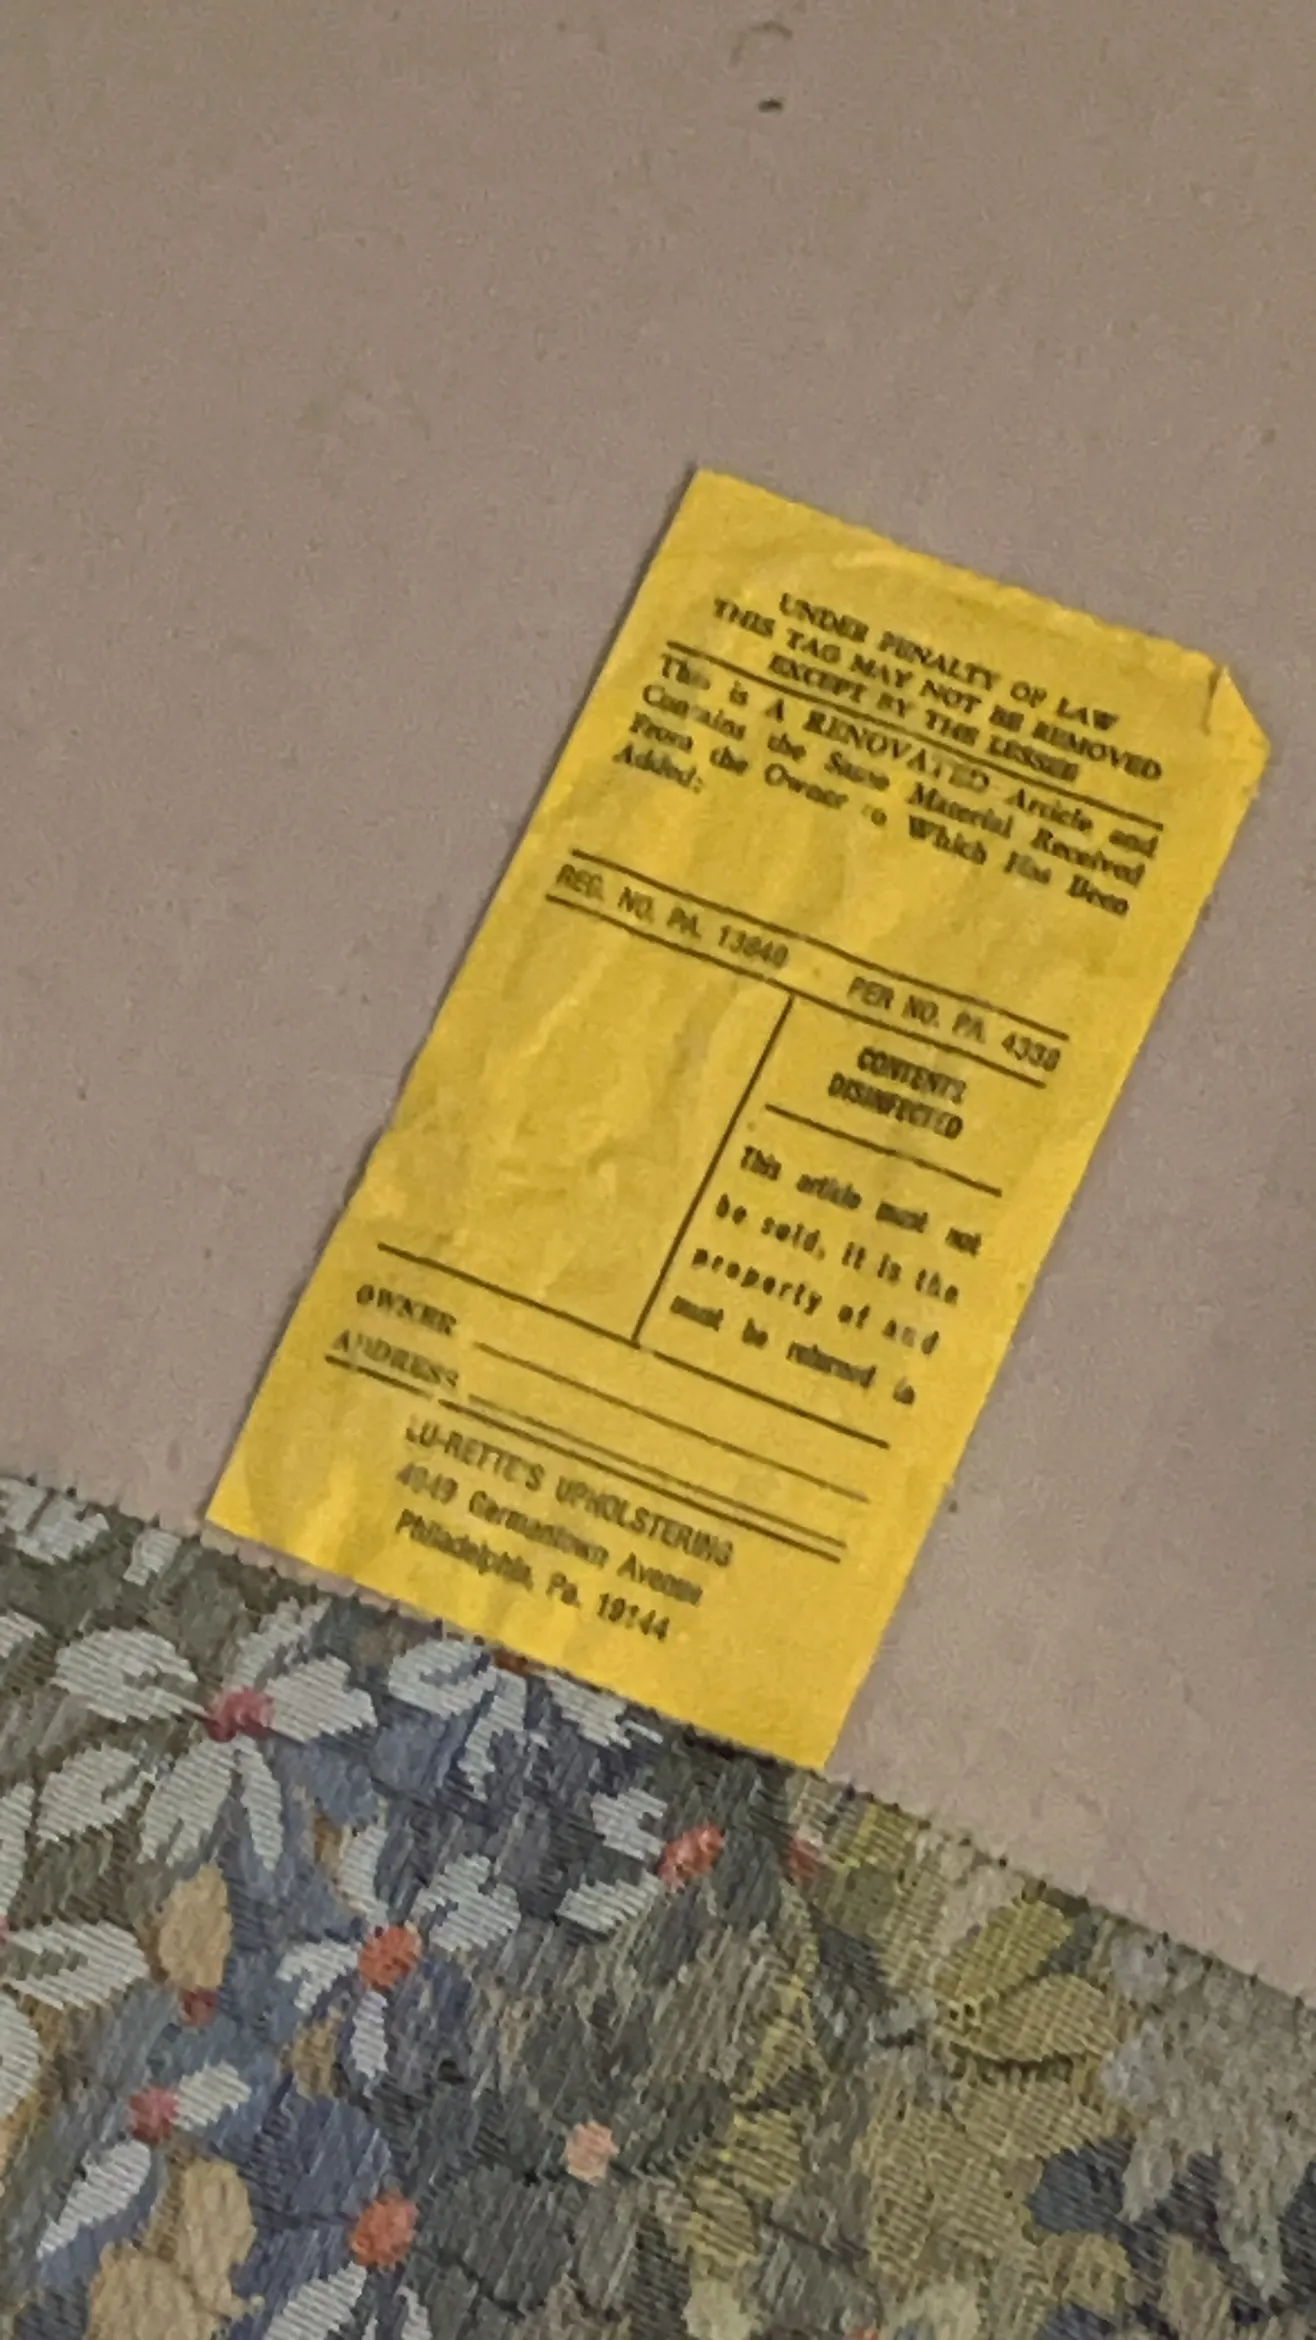 UNDER PENALTY OF LAW
THIS TAG MAY NOT BE REMOVED
EXCEPT BY THE LESSEE
This is A RENOVATED Article and
Contains the Same Material Received
From the Owner to Which Has Been
Added:
REG. NO. PA. PER NO. PA.
CONTENTS
DISINFECTED
This article must not
be sold, it is the
property of and
must be returned to
OWNER
ADDRESS
LU-RETTE'S UPHOLSTERING
Germantown Avenue
Philadelphia, Pa. 19144